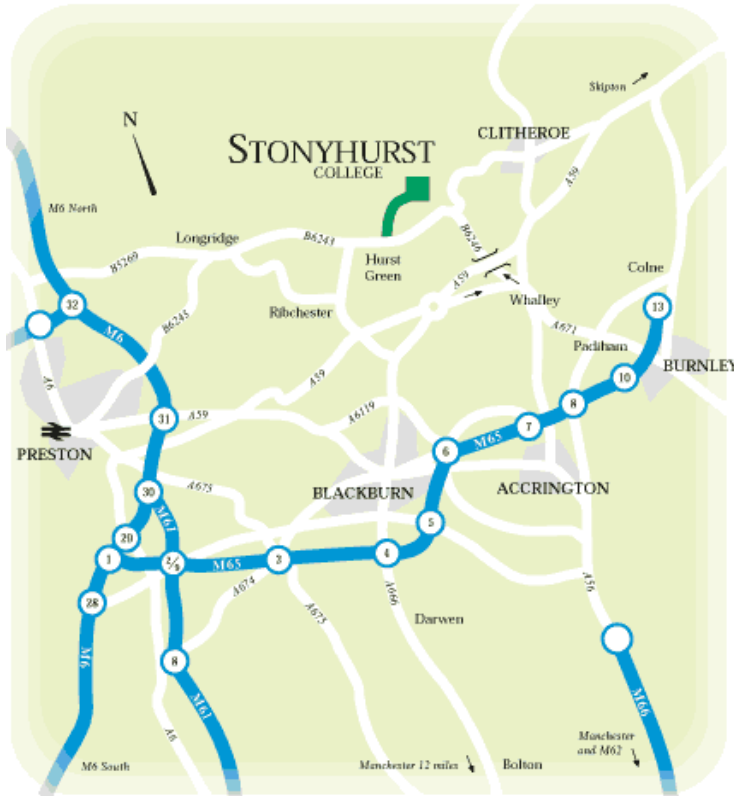 Skipton
N
CLITHEROE
STONYHURST
COLLEGE
A59
M6 North
Longridge
B6243
B6246
B5269
Hurst
Green
A59
Colne
32
Ribchester
Whalley
13
M6
B6245
A671
Padiham
BURNLEY
A6
A59
10
A6119
8
31
A59
7
PRESTON
6
M65
A675
30
BLACKBURN
ACCRINGTON
M61
5
29
1
2/9
M65
3
4
28
A674
A675
A666
A56
Darwen
M6
8
M61
M66
A6
M6 South
Manchester 12 miles
Bolton
Manchester
and M62